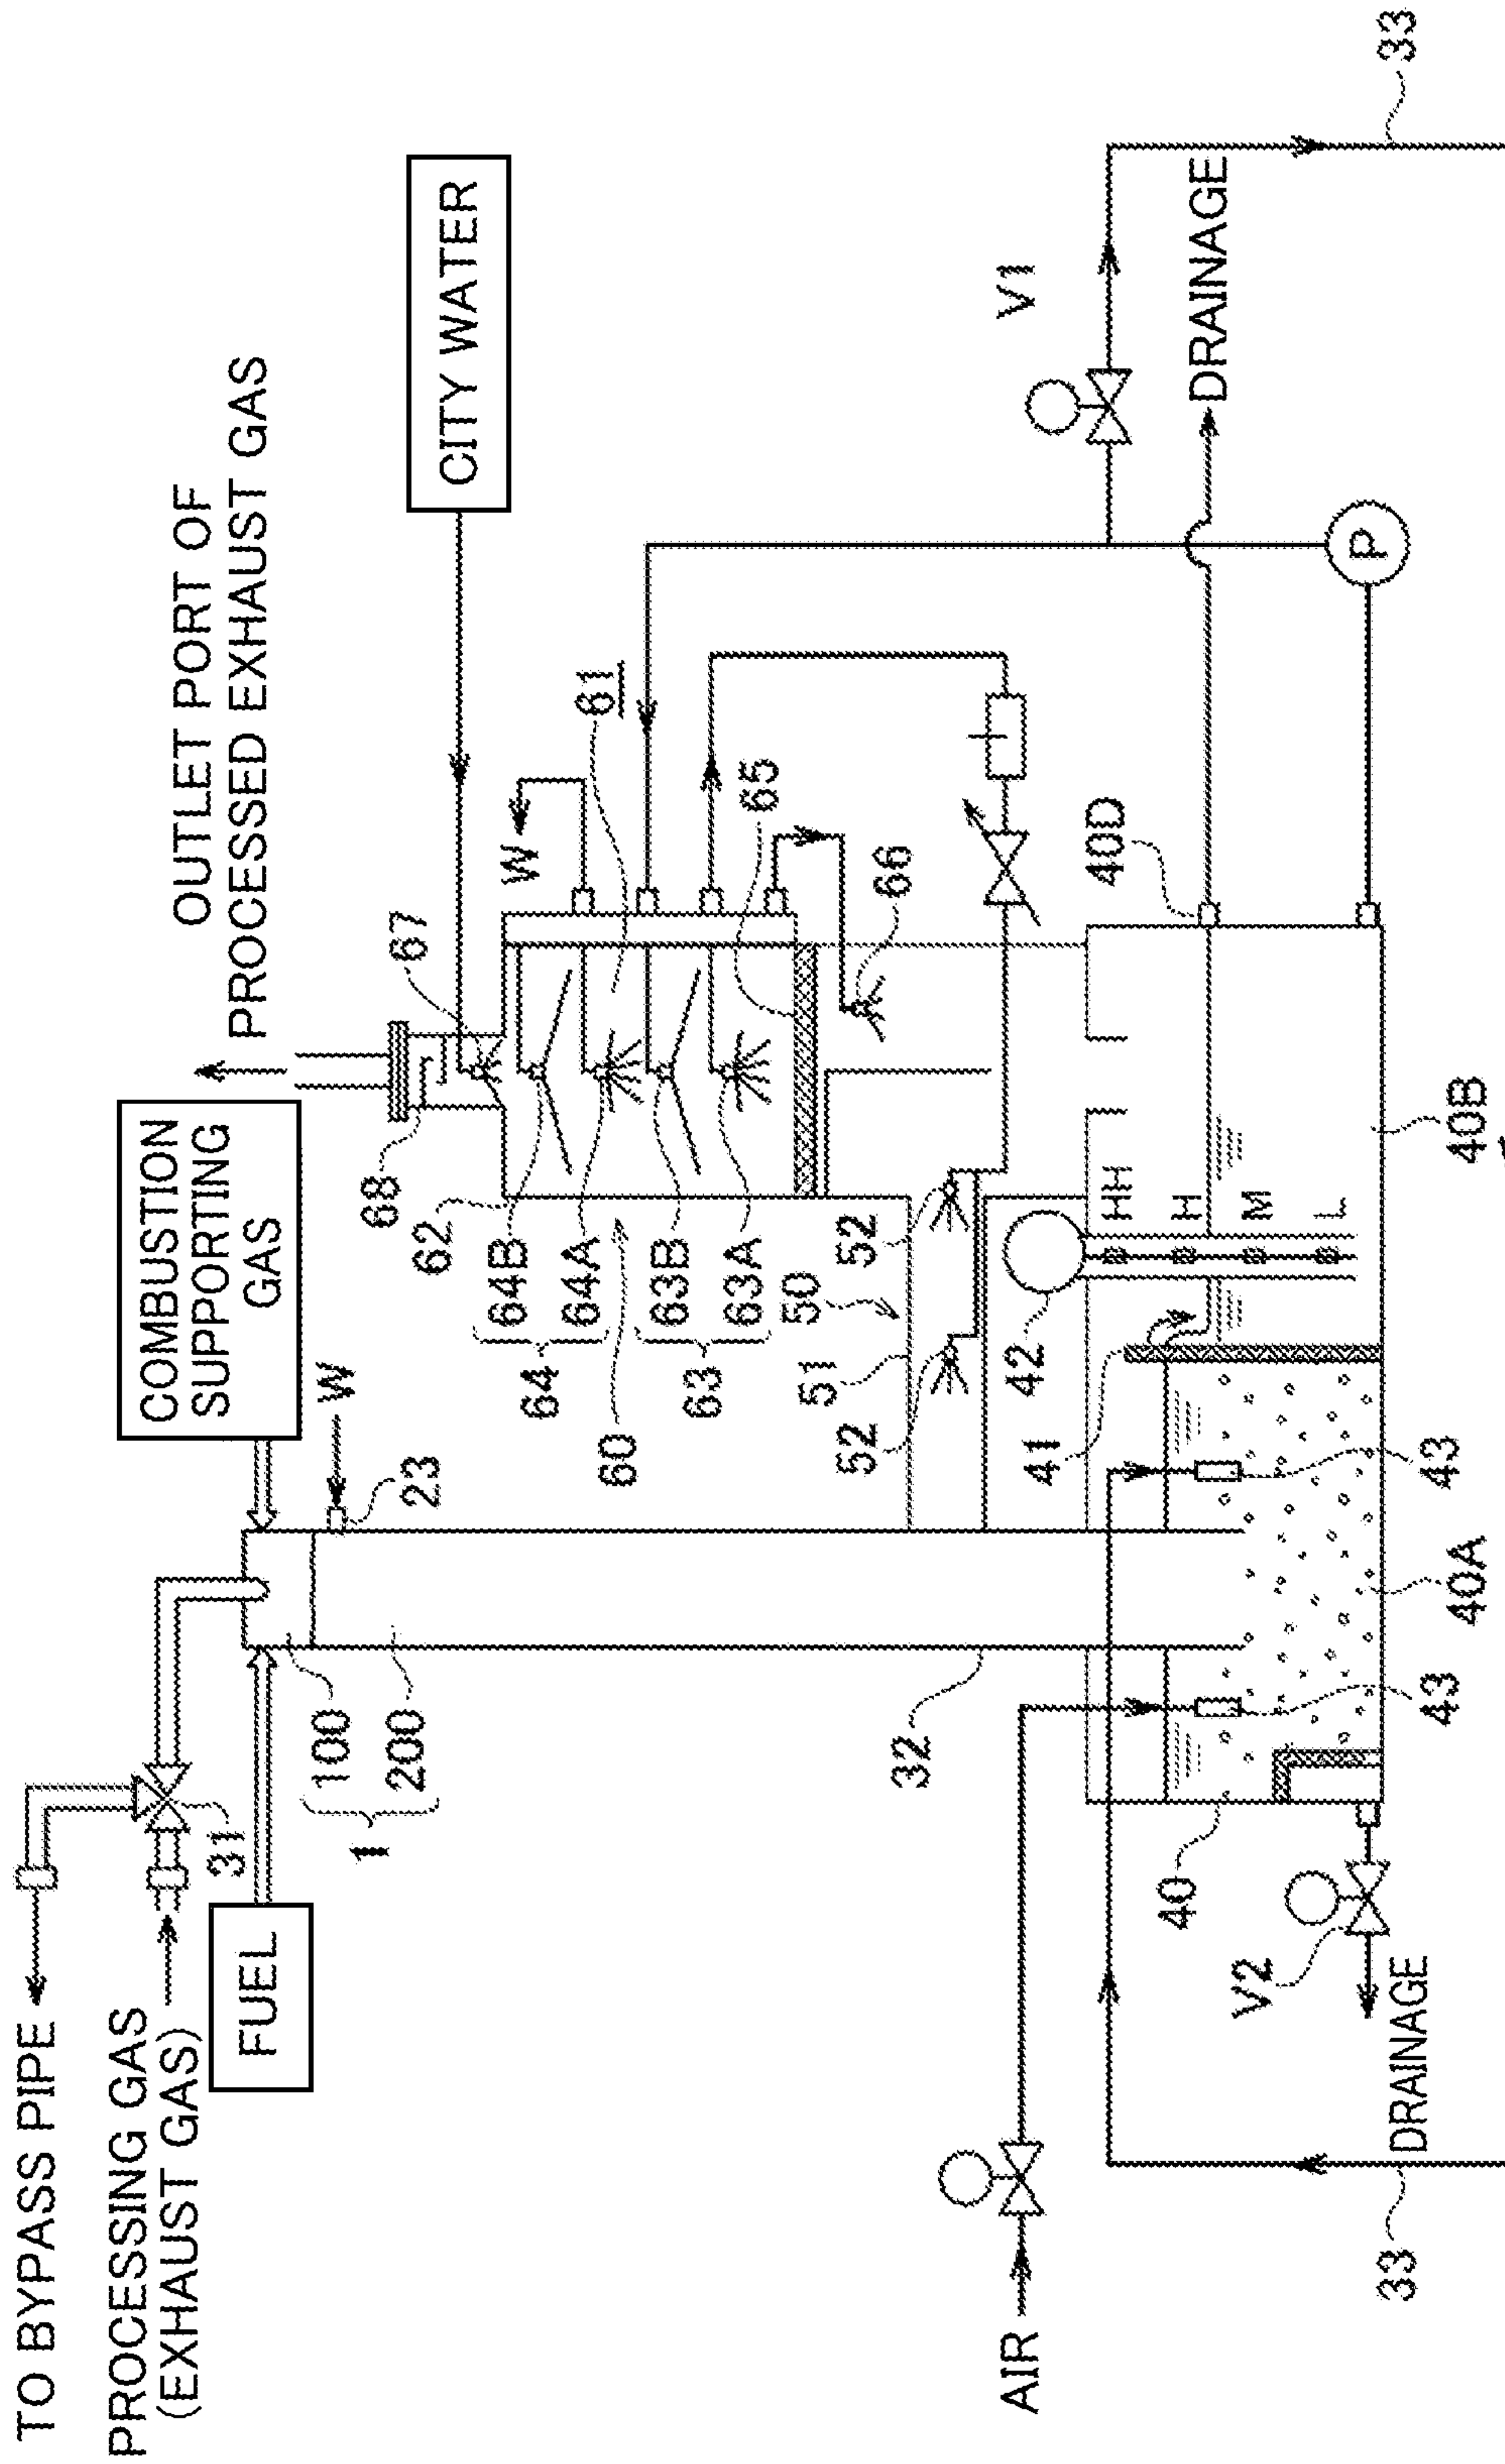 TO BYPASS PIPE
PROCESSING GAS
(EXHAUST GAS)
31
FUEL
100
200
1
COMBUSTION
SUPPORTING
GAS
W
23
OUTLET PORT OF
PROCESSED EXHAUST GAS
CITY WATER
67
68
62
64B
64A
64
63B
63A
63
60
W
61
65
66
50
51
52
52
32
AIR
V1
DRAINAGE
33
P
40D
42
HH
H
M
L
41
40
43
43
40A
40B
V2
DRAINAGE
33